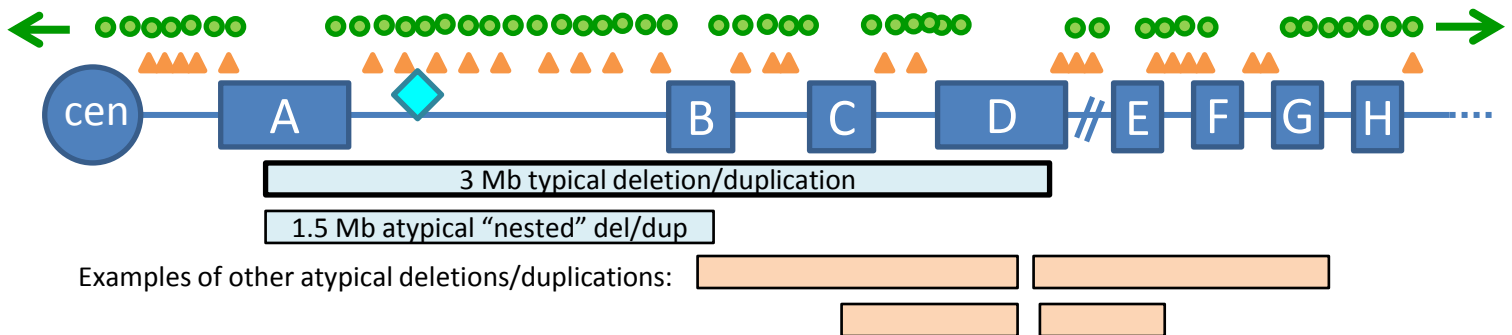 cen A B C D E F G H
3 Mb typical deletion/duplication
1.5 Mb atypical “nested” del/dup
Examples of other atypical deletions/duplications: